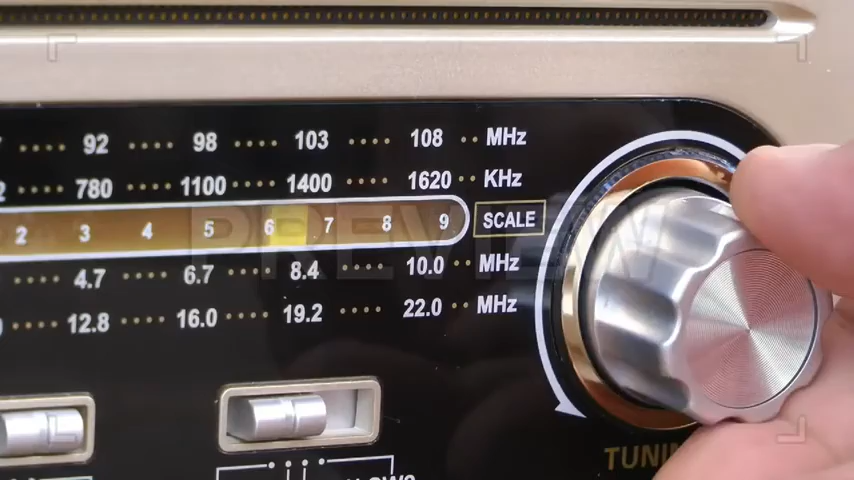 92 98 103 108 MHz
780 1100 1400 1620 KHz
2 3 4 5 6 7 8 9 SCALE
PREVIEW
4.7 6.7 8.4 10.0 MHz
12.8 16.0 19.2 22.0 MHz